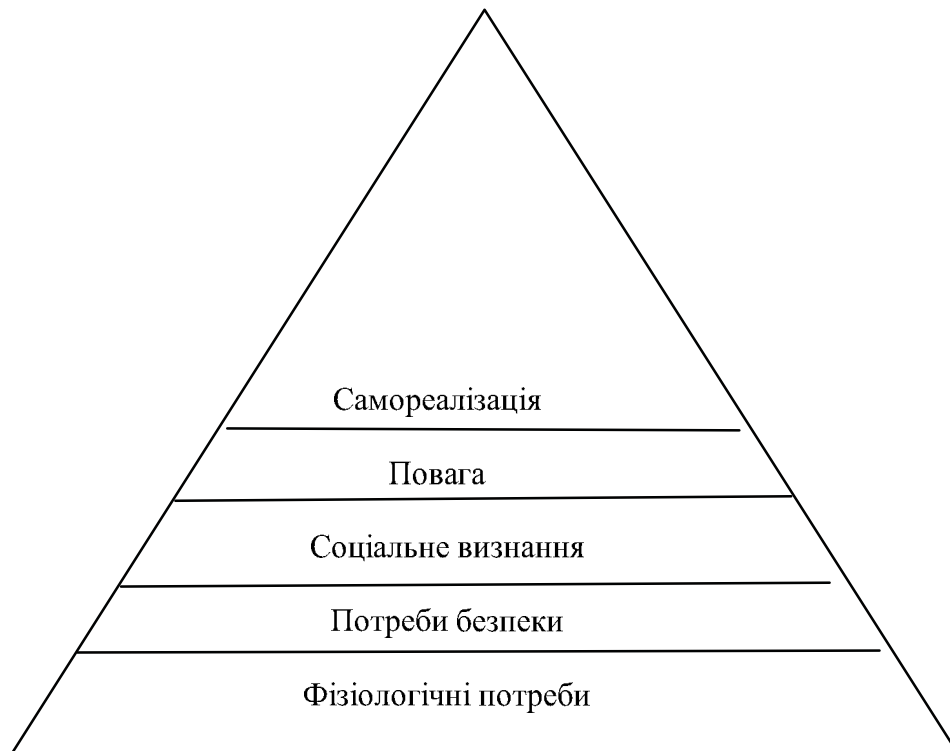 Самореалізація
Повага
Соціальне визнання
Потреби безпеки
Фізіологічні потреби